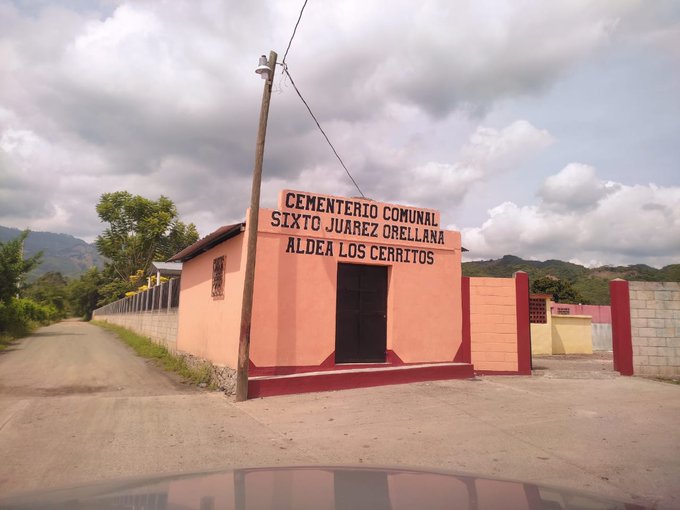 CEMENTERIO COMUNAL
SIXTO JUAREZ ORELLANA
ALDEA LOS CERRITOS